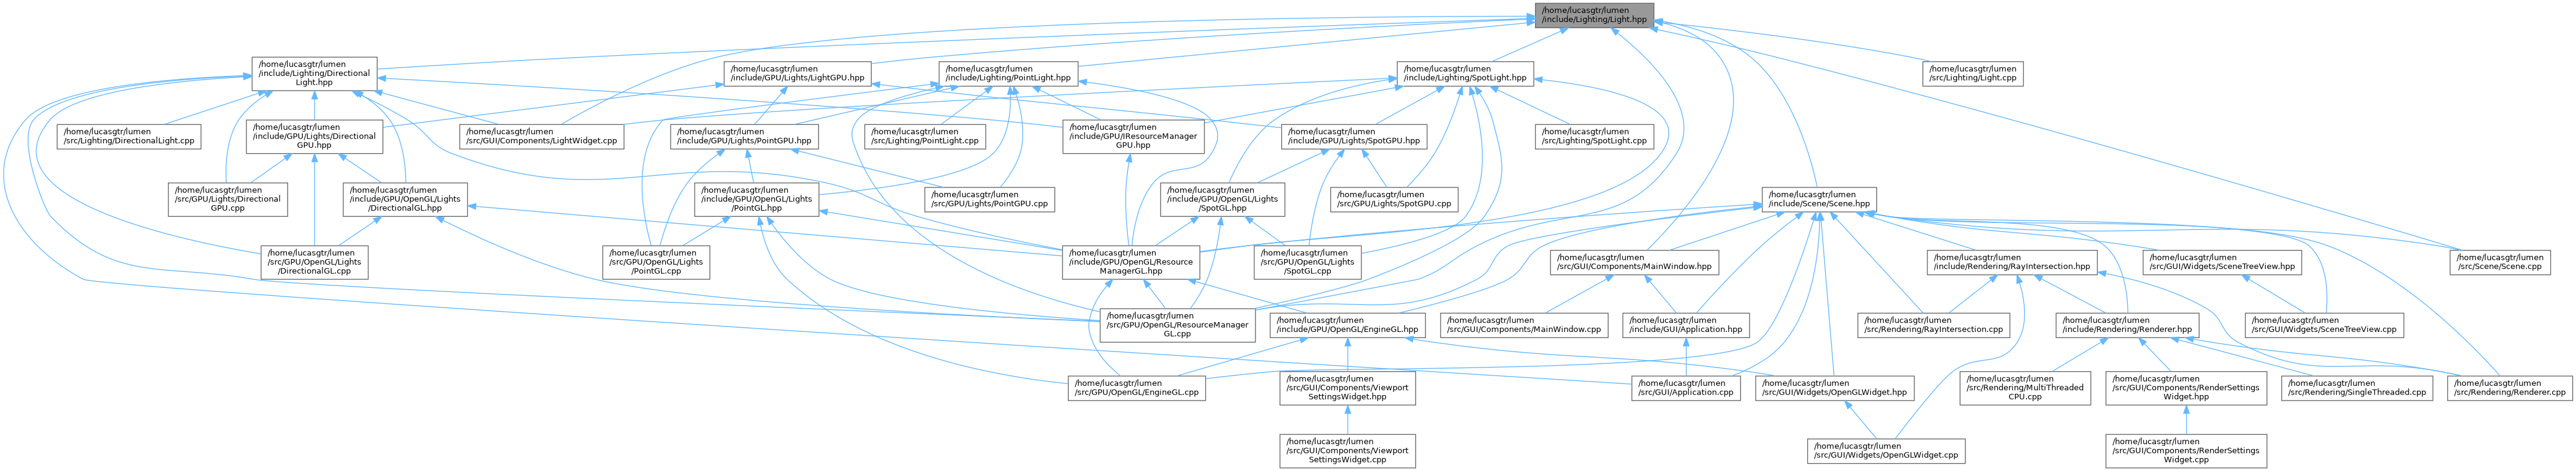 /home/lucasgtr/lumen
/include/Lighting/Light.hpp
/home/lucasgtr/lumen
/include/Lighting/Directional
Light.hpp
/home/lucasgtr/lumen
/include/GPU/Lights/LightGPU.hpp
/home/lucasgtr/lumen
/include/Lighting/PointLight.hpp
/home/lucasgtr/lumen
/include/Lighting/SpotLight.hpp
/home/lucasgtr/lumen
/src/Lighting/Light.cpp
/home/lucasgtr/lumen
/src/Lighting/DirectionalLight.cpp
/home/lucasgtr/lumen
/include/GPU/Lights/Directional
GPU.hpp
/home/lucasgtr/lumen
/src/GUI/Components/LightWidget.cpp
/home/lucasgtr/lumen
/include/GPU/Lights/PointGPU.hpp
/home/lucasgtr/lumen
/src/Lighting/PointLight.cpp
/home/lucasgtr/lumen
/include/GPU/IResourceManager
GPU.hpp
/home/lucasgtr/lumen
/include/GPU/Lights/SpotGPU.hpp
/home/lucasgtr/lumen
/src/Lighting/SpotLight.cpp
/home/lucasgtr/lumen
/src/GPU/Lights/Directional
GPU.cpp
/home/lucasgtr/lumen
/include/GPU/OpenGL/Lights
/DirectionalGL.hpp
/home/lucasgtr/lumen
/include/GPU/OpenGL/Lights
/PointGL.hpp
/home/lucasgtr/lumen
/src/GPU/Lights/PointGPU.cpp
/home/lucasgtr/lumen
/include/GPU/OpenGL/Lights
/SpotGL.hpp
/home/lucasgtr/lumen
/src/GPU/Lights/SpotGPU.cpp
/home/lucasgtr/lumen
/include/Scene/Scene.hpp
/home/lucasgtr/lumen
/src/GPU/OpenGL/Lights
/DirectionalGL.cpp
/home/lucasgtr/lumen
/src/GPU/OpenGL/Lights
/PointGL.cpp
/home/lucasgtr/lumen
/include/GPU/OpenGL/Resource
ManagerGL.hpp
/home/lucasgtr/lumen
/src/GPU/OpenGL/Lights
/SpotGL.cpp
/home/lucasgtr/lumen
/src/GUI/Components/MainWindow.hpp
/home/lucasgtr/lumen
/include/Rendering/RayIntersection.hpp
/home/lucasgtr/lumen
/src/GUI/Widgets/SceneTreeView.hpp
/home/lucasgtr/lumen
/src/Scene/Scene.cpp
/home/lucasgtr/lumen
/src/GPU/OpenGL/ResourceManager
GL.cpp
/home/lucasgtr/lumen
/include/GPU/OpenGL/EngineGL.hpp
/home/lucasgtr/lumen
/src/GUI/Components/MainWindow.cpp
/home/lucasgtr/lumen
/include/GUI/Application.hpp
/home/lucasgtr/lumen
/src/Rendering/RayIntersection.cpp
/home/lucasgtr/lumen
/include/Rendering/Renderer.hpp
/home/lucasgtr/lumen
/src/GUI/Widgets/SceneTreeView.cpp
/home/lucasgtr/lumen
/src/GPU/OpenGL/EngineGL.cpp
/home/lucasgtr/lumen
/src/GUI/Components/Viewport
SettingsWidget.hpp
/home/lucasgtr/lumen
/src/GUI/Application.cpp
/home/lucasgtr/lumen
/src/GUI/Widgets/OpenGLWidget.hpp
/home/lucasgtr/lumen
/src/Rendering/MultiThreaded
CPU.cpp
/home/lucasgtr/lumen
/src/GUI/Components/RenderSettings
Widget.hpp
/home/lucasgtr/lumen
/src/Rendering/SingleThreaded.cpp
/home/lucasgtr/lumen
/src/Rendering/Renderer.cpp
/home/lucasgtr/lumen
/src/GUI/Components/Viewport
SettingsWidget.cpp
/home/lucasgtr/lumen
/src/GUI/Widgets/OpenGLWidget.cpp
/home/lucasgtr/lumen
/src/GUI/Components/RenderSettings
Widget.cpp